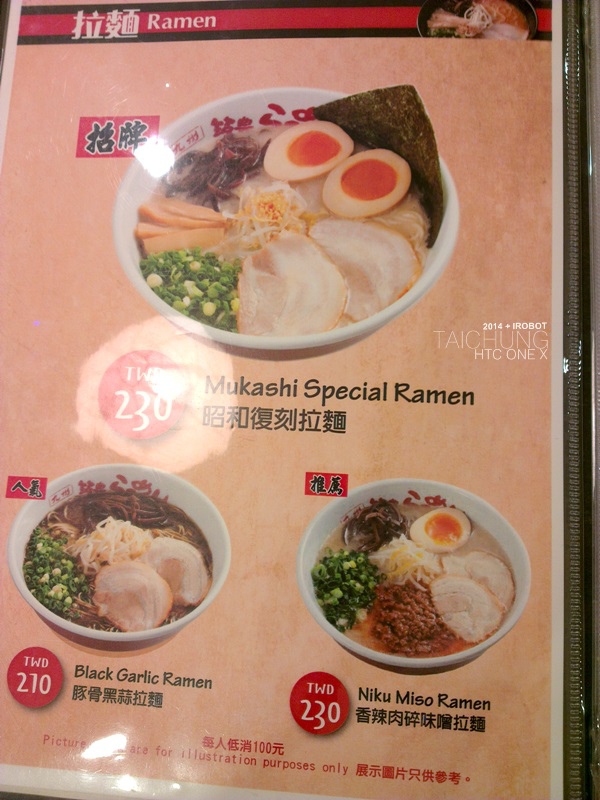 拉麵 Ramen
招牌
九州
2014 + IROBOT
TAICHUNG
HTC ONE X
TWD
230
Mukashi Special Ramen
昭和復刻拉麵
人氣
推薦
TWD
210
Black Garlic Ramen
豚骨黑蒜拉麵
TWD
230
Niku Miso Ramen
香辣肉碎味噌拉麵
每人低消100元
for illustration purposes only 展示圖片只供參考。